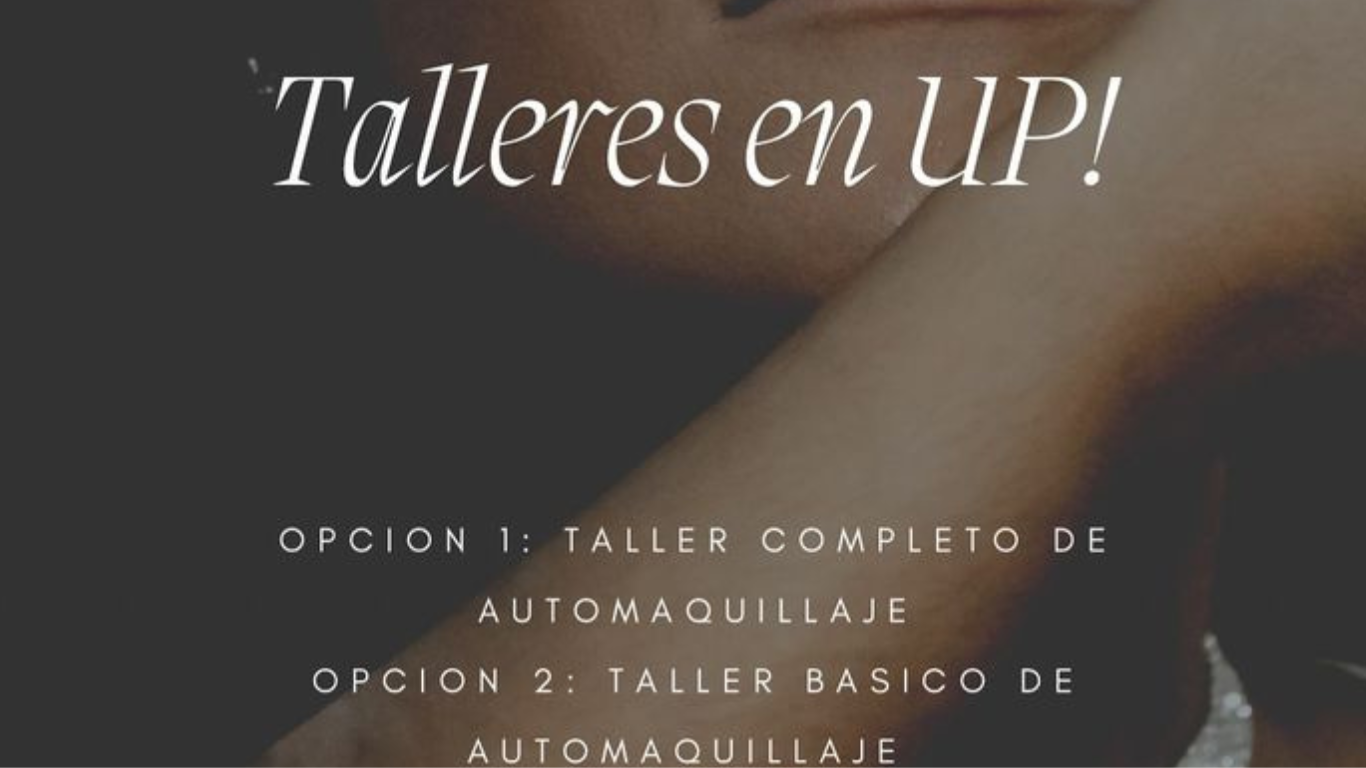 Talleres en UP!
OPCION 1: TALLER COMPLETO DE
AUTOMAQUILLAJE
OPCION 2: TALLER BASICO DE
AUTOMAQUILLAJE